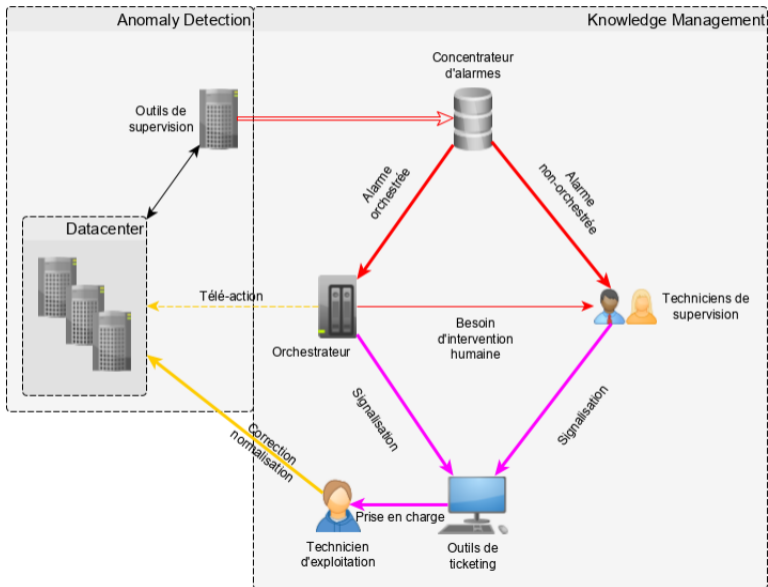 Anomaly Detection
Knowledge Management
Concentrateur
d'alarmes
Outils de
supervision
Alarme
orchestrée
Alarme
non-orchestrée
Datacenter
Télé-action
Orchestrateur
Besoin
d'intervention
humaine
Techniciens de
supervision
Signalisation
Signalisation
Correction
normalisation
Prise en charge
Technicien
d'exploitation
Outils de
ticketing